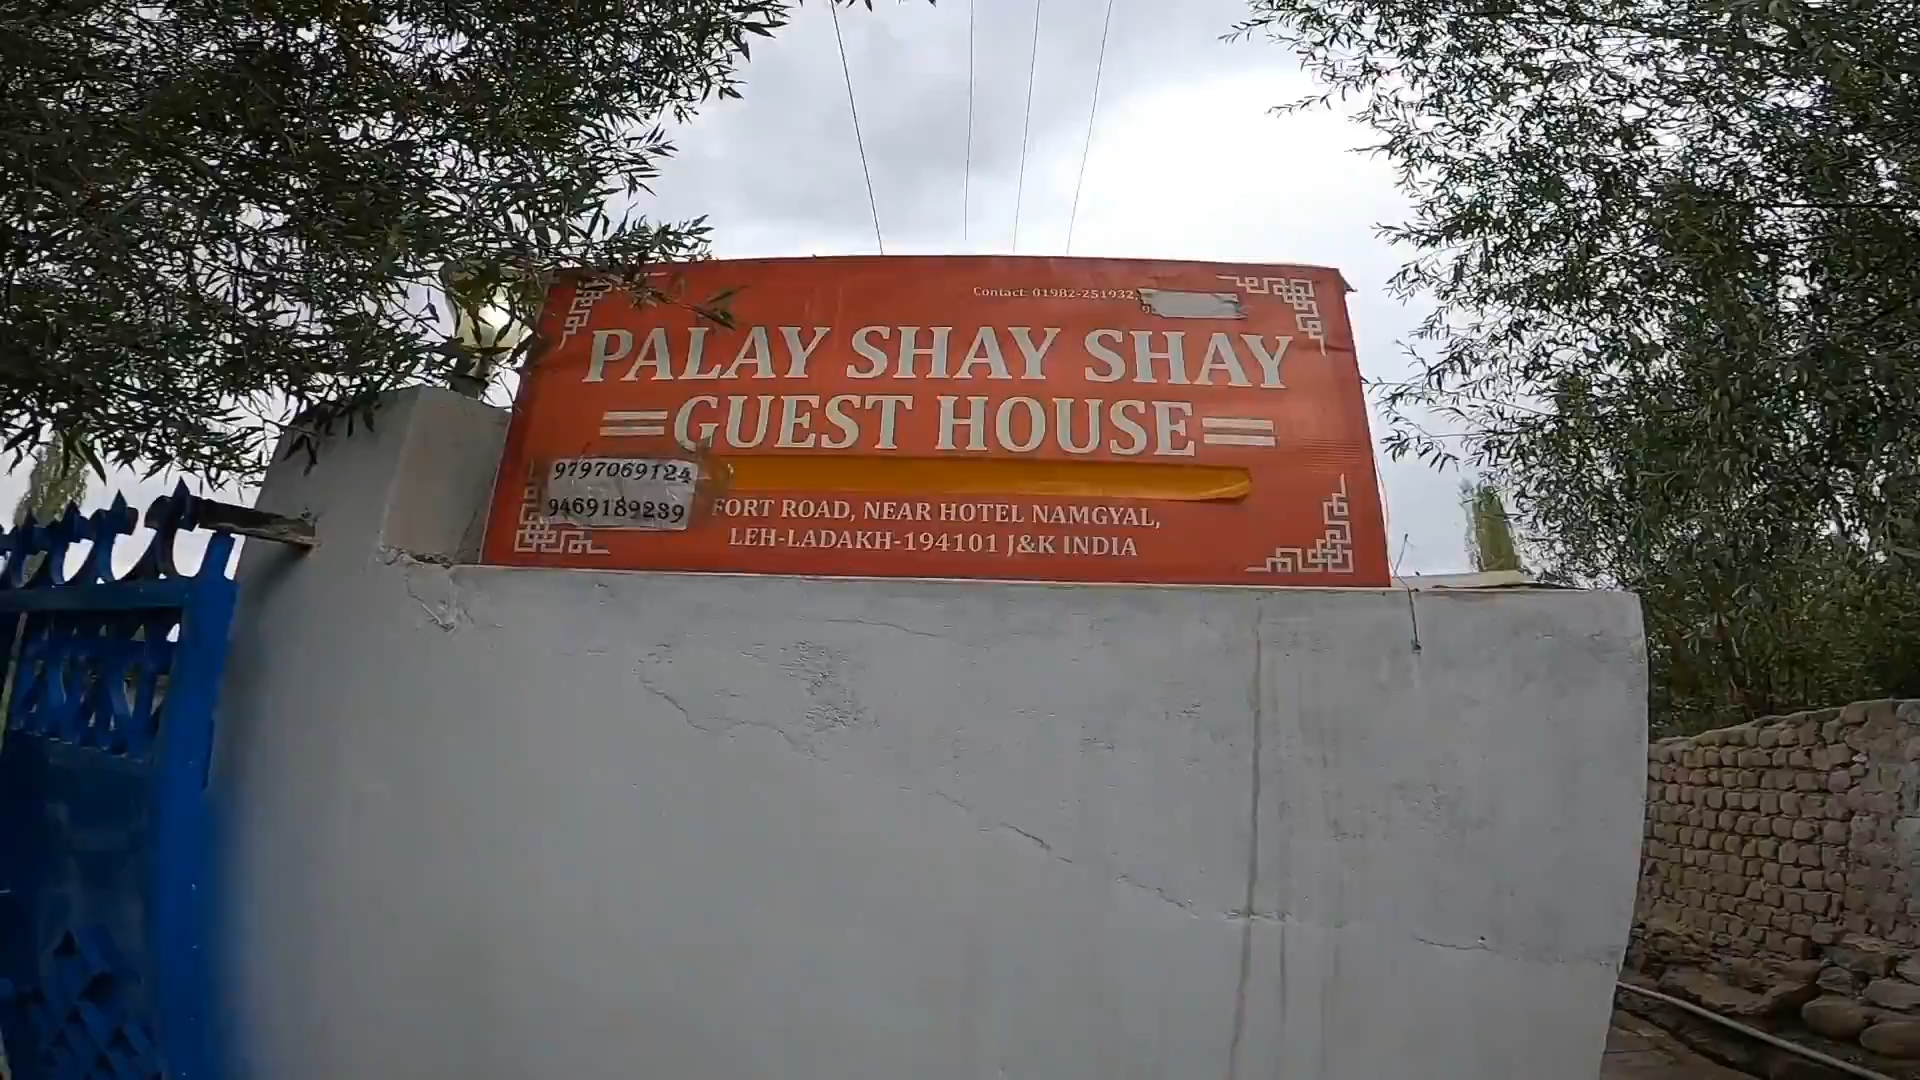 Contact: 01982-251932,
PALAY SHAY SHAY
GUEST HOUSE
9797069124
9469189239
FORT ROAD, NEAR HOTEL NAMGYAL,
LEH-LADAKH-194101 J&K INDIA